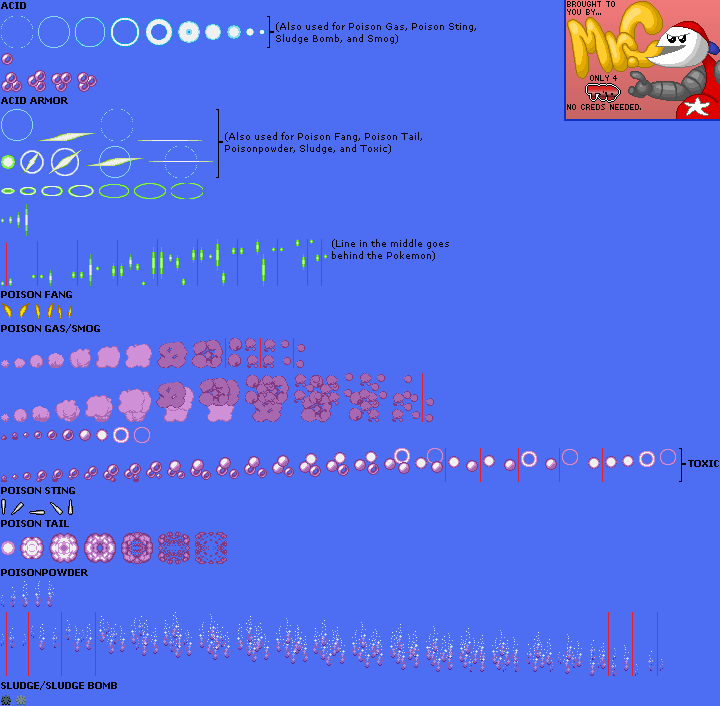 ACID
(Also used for Poison Gas, Poison Sting,
Sludge Bomb, and Smog)
BROUGHT TO
YOU BY...
Mr. C
ONLY 4
NO CREDS NEEDED.
ACID ARMOR
(Also used for Poison Fang, Poison Tail,
Poisonpowder, Sludge, and Toxic)
(Line in the middle goes
behind the Pokemon)
POISON FANG
POISON GAS/SMOG
TOXIC
POISON STING
POISON TAIL
POISONPOWDER
SLUDGE/SLUDGE BOMB